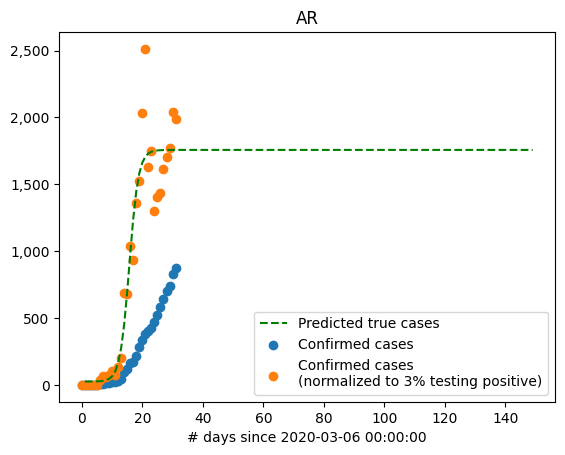 AR
2,500
2,000
1,500
1,000
500
0
Predicted true cases
Confirmed cases
Confirmed cases
(normalized to 3% testing positive)
0 20 40 60 80 100 120 140
# days since 2020-03-06 00:00:00